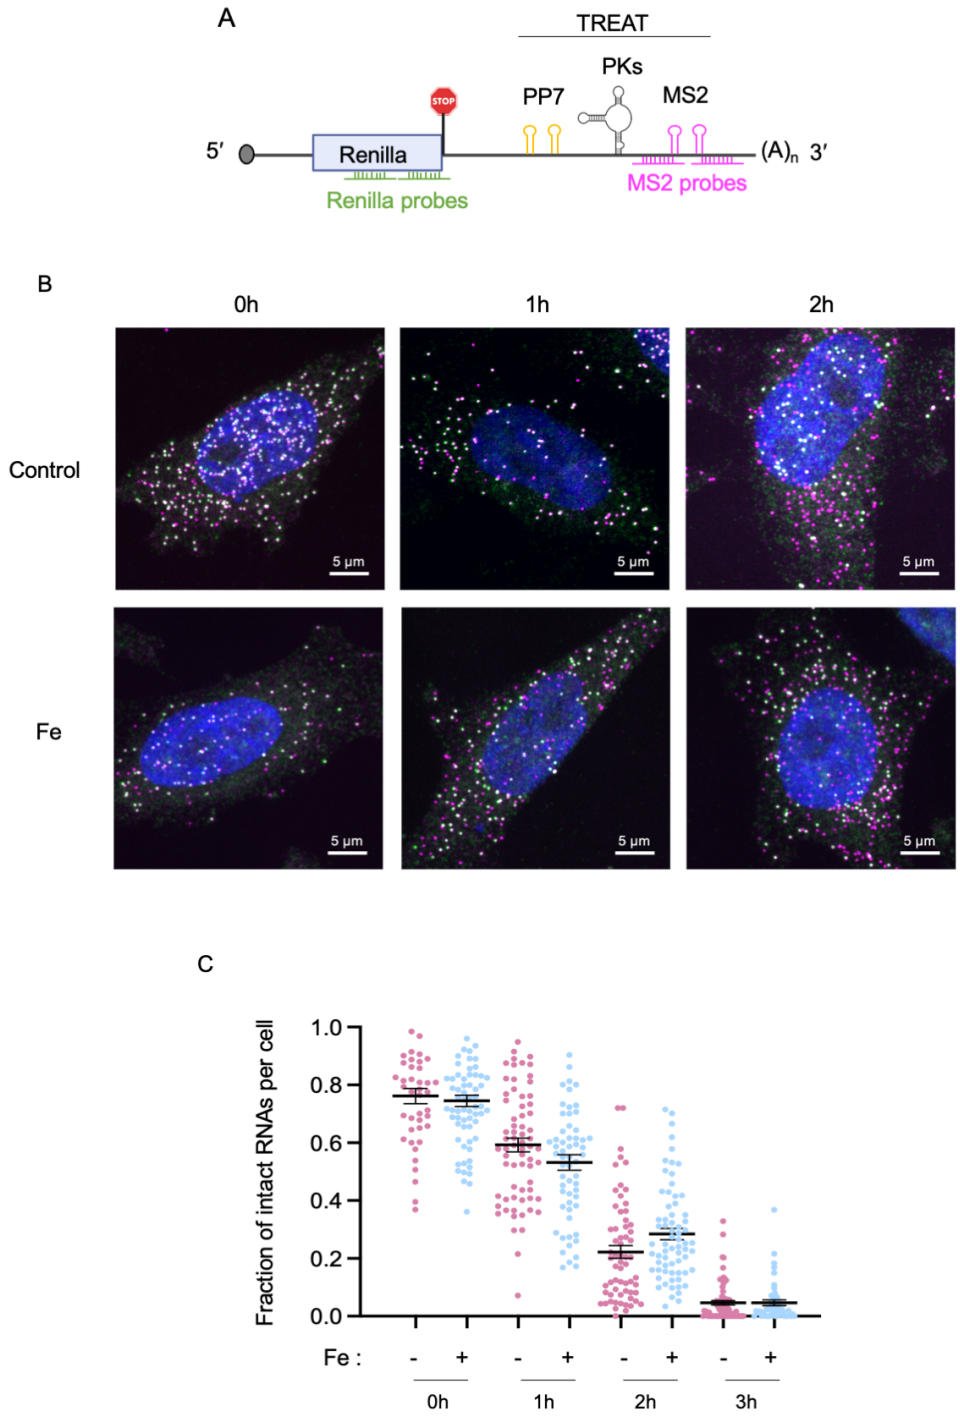 A
TREAT
PKs
PP7
MS2
STOP
5′
Renilla
(A)n 3′
MS2 probes
Renilla probes
B
0h 1h 2h
Control
5 µm 5 µm 5 µm
Fe
5 µm 5 µm 5 µm
C
Fraction of intact RNAs per cell
1.0
0.8
0.6
0.4
0.2
0.0
Fe : - + - + - + - +
0h 1h 2h 3h